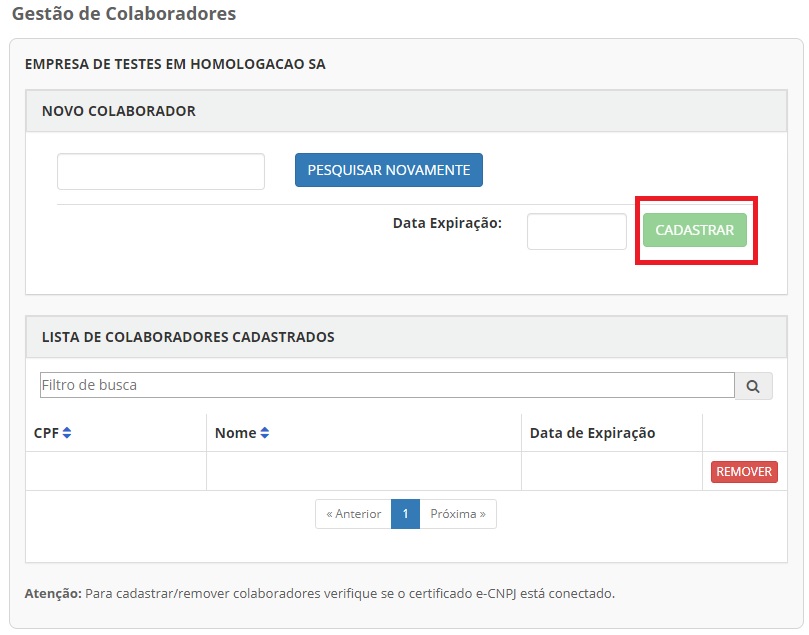 Gestão de Colaboradores
EMPRESA DE TESTES EM HOMOLOGACAO SA
NOVO COLABORADOR
PESQUISAR NOVAMENTE
Data Expiração: CADASTRAR
LISTA DE COLABORADORES CADASTRADOS
Filtro de busca
CPF Nome Data de Expiração
REMOVER
« Anterior 1 Próxima »
Atenção: Para cadastrar/remover colaboradores verifique se o certificado e-CNPJ está conectado.